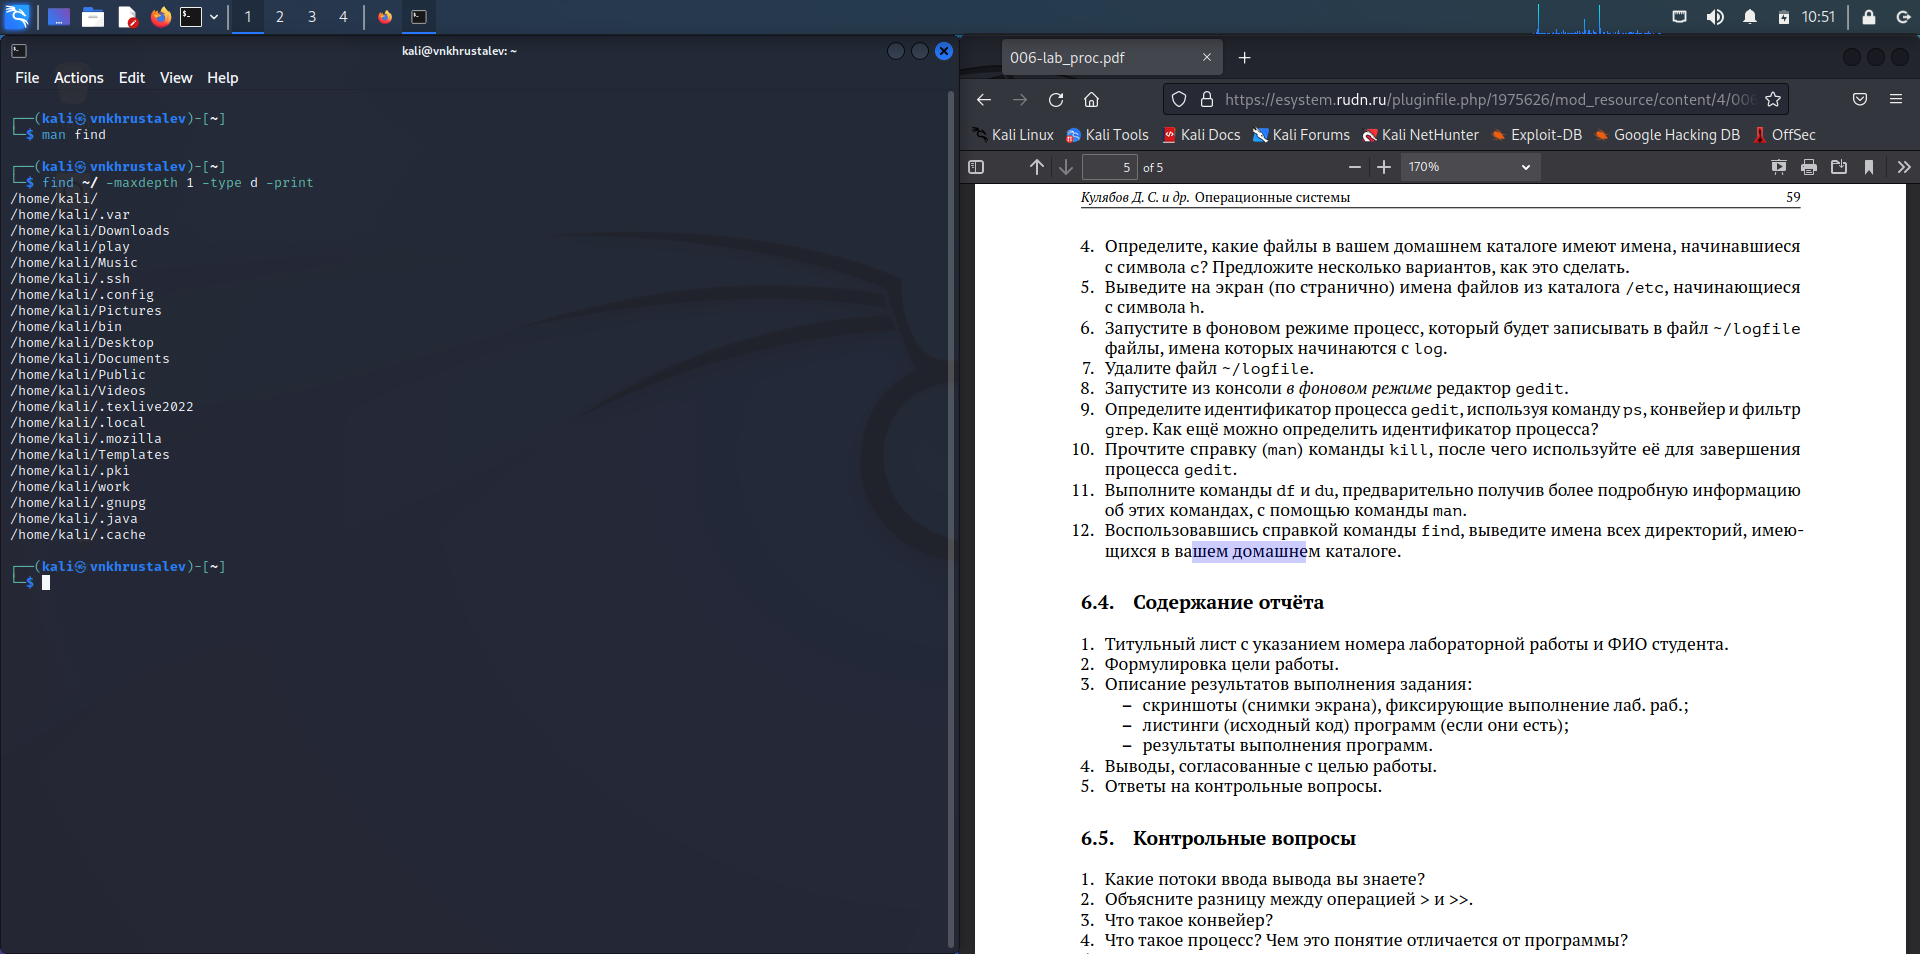 1 2 3 4
10:51
kali@vnkhrustalev: ~
File Actions Edit View Help
┌──(kali㉿vnkhrustalev)-[~]
└─$ man find
┌──(kali㉿vnkhrustalev)-[~]
└─$ find ~/ -maxdepth 1 -type d -print
/home/kali/
/home/kali/.var
/home/kali/Downloads
/home/kali/play
/home/kali/Music
/home/kali/.ssh
/home/kali/.config
/home/kali/Pictures
/home/kali/bin
/home/kali/Desktop
/home/kali/Documents
/home/kali/Public
/home/kali/Videos
/home/kali/.texlive2022
/home/kali/.local
/home/kali/.mozilla
/home/kali/Templates
/home/kali/.pki
/home/kali/work
/home/kali/.gnupg
/home/kali/.java
/home/kali/.cache
┌──(kali㉿vnkhrustalev)-[~]
└─$
006-lab_proc.pdf
https://esystem.rudn.ru/pluginfile.php/1975626/mod_resource/content/4/006
Kali Linux Kali Tools Kali Docs Kali Forums Kali NetHunter Exploit-DB Google Hacking DB OffSec
5 of 5 170%
Кулябов Д. С. и др. Операционные системы 59
4. Определите, какие файлы в вашем домашнем каталоге имеют имена, начинавшиеся
с символа c? Предложите несколько вариантов, как это сделать.
5. Выведите на экран (по странично) имена файлов из каталога /etc, начинающиеся
с символа h.
6. Запустите в фоновом режиме процесс, который будет записывать в файл ~/logfile
файлы, имена которых начинаются с log.
7. Удалите файл ~/logfile.
8. Запустите из консоли в фоновом режиме редактор gedit.
9. Определите идентификатор процесса gedit, используя команду ps, конвейер и фильтр
grep. Как ещё можно определить идентификатор процесса?
10. Прочтите справку (man) команды kill, после чего используйте её для завершения
процесса gedit.
11. Выполните команды df и du, предварительно получив более подробную информацию
об этих командах, с помощью команды man.
12. Воспользовавшись справкой команды find, выведите имена всех директорий, имею-
щихся в вашем домашнем каталоге.
6.4. Содержание отчёта
1. Титульный лист с указанием номера лабораторной работы и ФИО студента.
2. Формулировка цели работы.
3. Описание результатов выполнения задания:
– скриншоты (снимки экрана), фиксирующие выполнение лаб. раб.;
– листинги (исходный код) программ (если они есть);
– результаты выполнения программ.
4. Выводы, согласованные с целью работы.
5. Ответы на контрольные вопросы.
6.5. Контрольные вопросы
1. Какие потоки ввода вывода вы знаете?
2. Объясните разницу между операцией > и >>.
3. Что такое конвейер?
4. Что такое процесс? Чем это понятие отличается от программы?